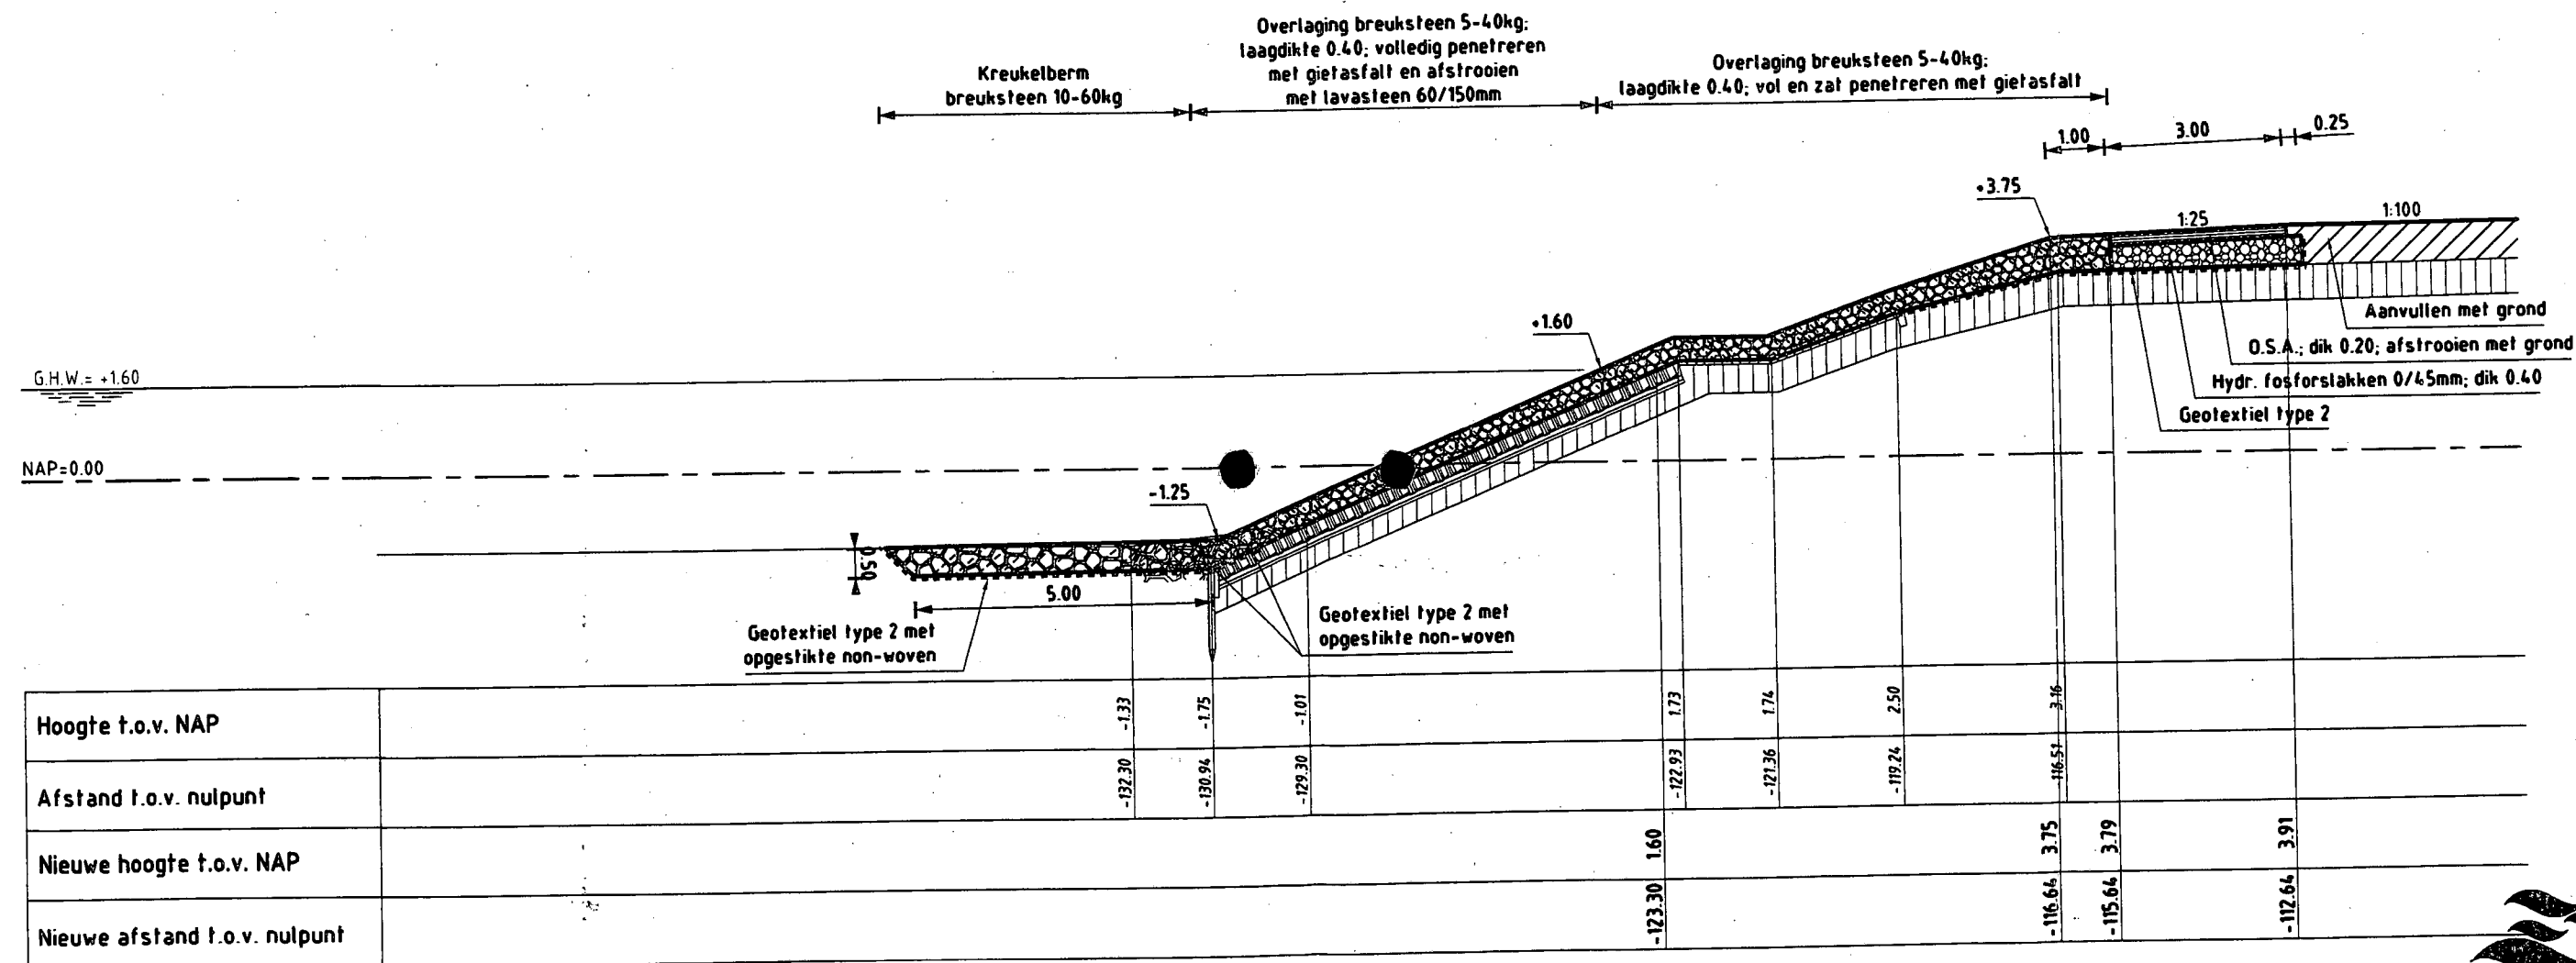 Overlaging breuksteen 5-40kg;
laagdikte 0.40; volledig penetreren
met gietasfalt en afstrooien
met lavasteen 60/150mm
Kreukelberm
breuksteen 10-60kg
Overlaging breuksteen 5-40kg;
laagdikte 0.40; vol en zat penetreren met gietasfalt
1.00
3.00
0.25
+3.75
1:25
1:100
+1.60
Aanvullen met grond
O.S.A.; dik 0.20; afstrooien met grond
Hydr. fosforslakken 0/45mm; dik 0.40
Geotextiel type 2
G.H.W.= +1.60
NAP=0.00
-1.25
0.50
5.00
Geotextiel type 2 met
opgestikte non-woven
Geotextiel type 2 met
opgestikte non-woven
Hoogte t.o.v. NAP
-1.33
-1.75
-1.01
1.73
1.74
2.50
3.16
Afstand t.o.v. nulpunt
-132.30
-130.94
-129.30
-122.93
-121.36
-119.24
-116.51
Nieuwe hoogte t.o.v. NAP
1.60
3.75
3.79
3.91
Nieuwe afstand t.o.v. nulpunt
-123.30
-116.64
-115.64
-112.64